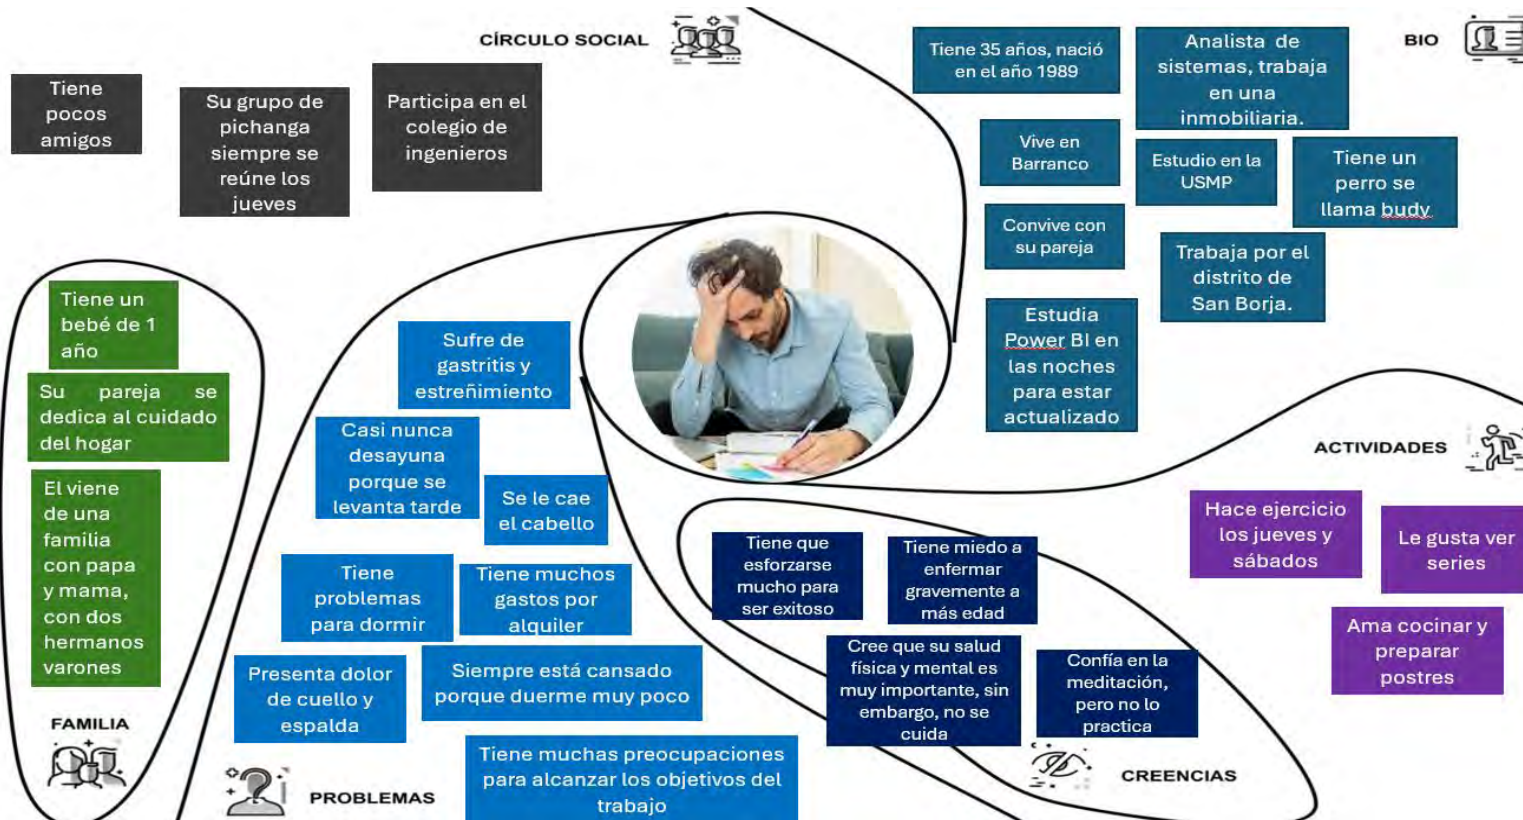 CÍRCULO SOCIAL
Tiene
pocos
amigos
Su grupo de
pichanga
siempre se
reúne los
jueves
Participa en el
colegio de
ingenieros
BIO
Tiene 35 años, nació
en el año 1989
Analista de
sistemas, trabaja
en una
inmobiliaria.
Vive en
Barranco
Estudio en la
USMP
Tiene un
perro se
llama budy
Convive con
su pareja
Trabaja por el
distrito de
San Borja.
Estudia
Power BI en
las noches
para estar
actualizado
Tiene un
bebé de 1
año
Su pareja se
dedica al cuidado
del hogar
El viene
de una
familia
con papa
y mama,
con dos
hermanos
varones
FAMILIA
Sufre de
gastritis y
estreñimiento
Casi nunca
desayuna
porque se
levanta tarde
Se le cae
el cabello
Tiene
problemas
para dormir
Tiene muchos
gastos por
alquiler
Presenta dolor
de cuello y
espalda
Siempre está cansado
porque duerme muy poco
Tiene muchas preocupaciones
para alcanzar los objetivos del
trabajo
PROBLEMAS
Tiene que
esforzarse
mucho para
ser exitoso
Tiene miedo a
enfermar
gravemente a
más edad
Cree que su salud
física y mental es
muy importante, sin
embargo, no se
cuida
Confía en la
meditación,
pero no lo
practica
CREENCIAS
ACTIVIDADES
Hace ejercicio
los jueves y
sábados
Le gusta ver
series
Ama cocinar y
preparar
postres